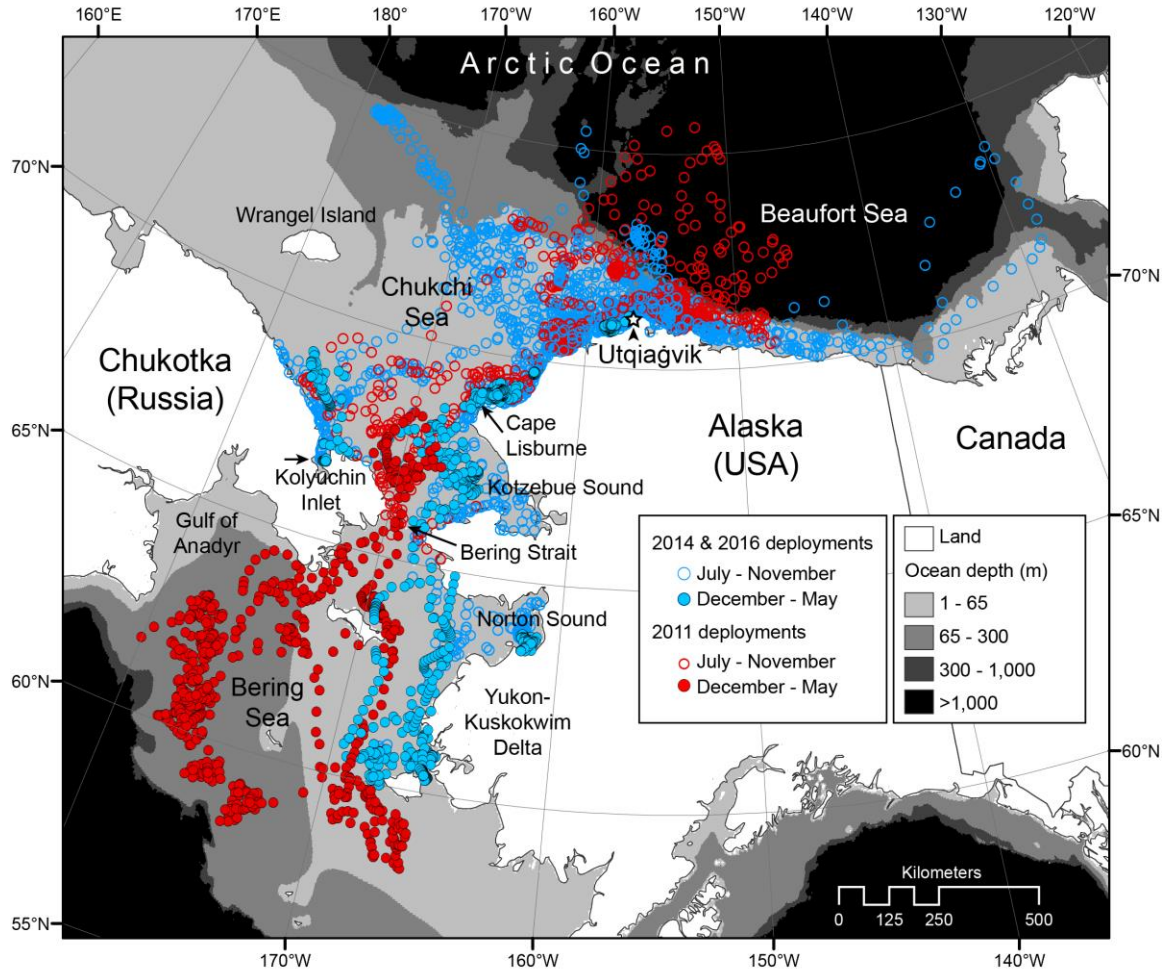 160°E
170°E
180°
170°W
160°W
150°W
140°W
130°W
120°W
Arctic Ocean
70°N
Wrangel Island
Beaufort Sea
70°N
Chukchi
Sea
Utqiaġvik
Chukotka
(Russia)
65°N
Cape
Lisburne
Alaska
(USA)
Canada
Kolyuchin
Inlet
Kotzebue Sound
Gulf of
Anadyr
Bering Strait
65°N
2014 & 2016 deployments
July - November
December - May
2011 deployments
July - November
December - May
Land
Ocean depth (m)
1 - 65
65 - 300
300 - 1,000
>1,000
Norton Sound
60°N
Bering
Sea
Yukon-
Kuskokwim
Delta
60°N
Kilometers
0 125 250 500
55°N
170°W
160°W
150°W
140°W